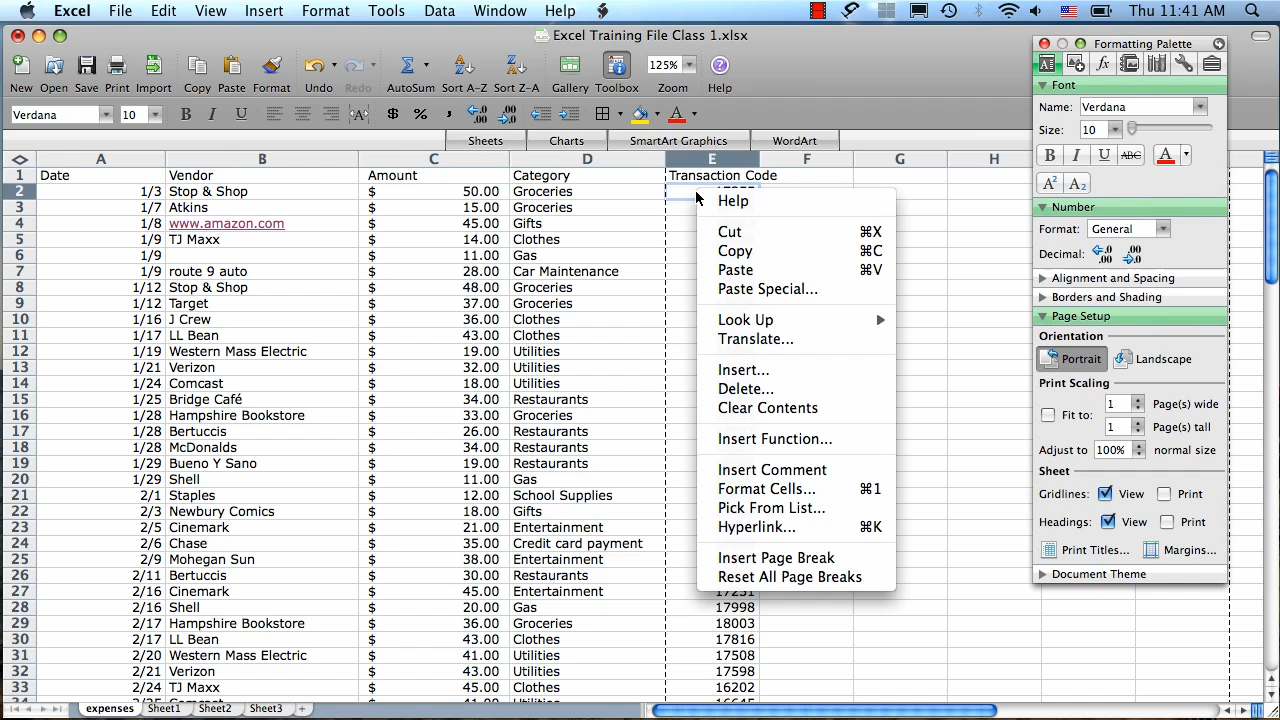 Excel File Edit View Insert Format Tools Data Window Help Thu 11:41 AM
Excel Training File Class 1.xlsx
New Open Save Print Import Copy Paste Format Undo Redo AutoSum Sort A-Z Sort Z-A Gallery Toolbox 125% Zoom Help
Verdana 10 B I U $ % , .0 .00 .00 .0 A
Sheets Charts SmartArt Graphics WordArt
A B C D E F G H
1 Date Vendor Amount Category Transaction Code
2 1/3 Stop & Shop $ 50.00 Groceries
3 1/7 Atkins $ 15.00 Groceries
4 1/8 www.amazon.com $ 45.00 Gifts
5 1/9 TJ Maxx $ 14.00 Clothes
6 1/9 $ 11.00 Gas
7 1/9 route 9 auto $ 28.00 Car Maintenance
8 1/12 Stop & Shop $ 48.00 Groceries
9 1/12 Target $ 37.00 Groceries
10 1/16 J Crew $ 36.00 Clothes
11 1/17 LL Bean $ 43.00 Clothes
12 1/19 Western Mass Electric $ 19.00 Utilities
13 1/21 Verizon $ 32.00 Utilities
14 1/24 Comcast $ 18.00 Utilities
15 1/25 Bridge Café $ 34.00 Restaurants
16 1/28 Hampshire Bookstore $ 33.00 Groceries
17 1/28 Bertuccis $ 26.00 Restaurants
18 1/28 McDonalds $ 34.00 Restaurants
19 1/29 Bueno Y Sano $ 19.00 Restaurants
20 1/29 Shell $ 11.00 Gas
21 2/1 Staples $ 12.00 School Supplies
22 2/3 Newbury Comics $ 18.00 Gifts
23 2/5 Cinemark $ 21.00 Entertainment
24 2/6 Chase $ 35.00 Credit card payment
25 2/9 Mohegan Sun $ 38.00 Entertainment
26 2/11 Bertuccis $ 30.00 Restaurants
27 2/16 Cinemark $ 45.00 Entertainment 17231
28 2/16 Shell $ 20.00 Gas 17998
29 2/17 Hampshire Bookstore $ 36.00 Groceries 18003
30 2/17 LL Bean $ 43.00 Clothes 17816
31 2/20 Western Mass Electric $ 41.00 Utilities 17508
32 2/21 Verizon $ 43.00 Utilities 17598
33 2/24 TJ Maxx $ 45.00 Clothes 16202
Help
Cut ⌘X
Copy ⌘C
Paste ⌘V
Paste Special...
Look Up
Translate...
Insert...
Delete...
Clear Contents
Insert Function...
Insert Comment
Format Cells... ⌘1
Pick From List...
Hyperlink... ⌘K
Insert Page Break
Reset All Page Breaks
Formatting Palette
Font
Name: Verdana
Size: 10
B I U ABC A
A2 A2
Number
Format: General
Decimal: .0 .00 .00 .0
Alignment and Spacing
Borders and Shading
Page Setup
Orientation
Portrait Landscape
Print Scaling
Fit to: 1 Page(s) wide
1 Page(s) tall
Adjust to 100% normal size
Sheet
Gridlines: View Print
Headings: View Print
Print Titles... Margins...
Document Theme
expenses Sheet1 Sheet2 Sheet3 +